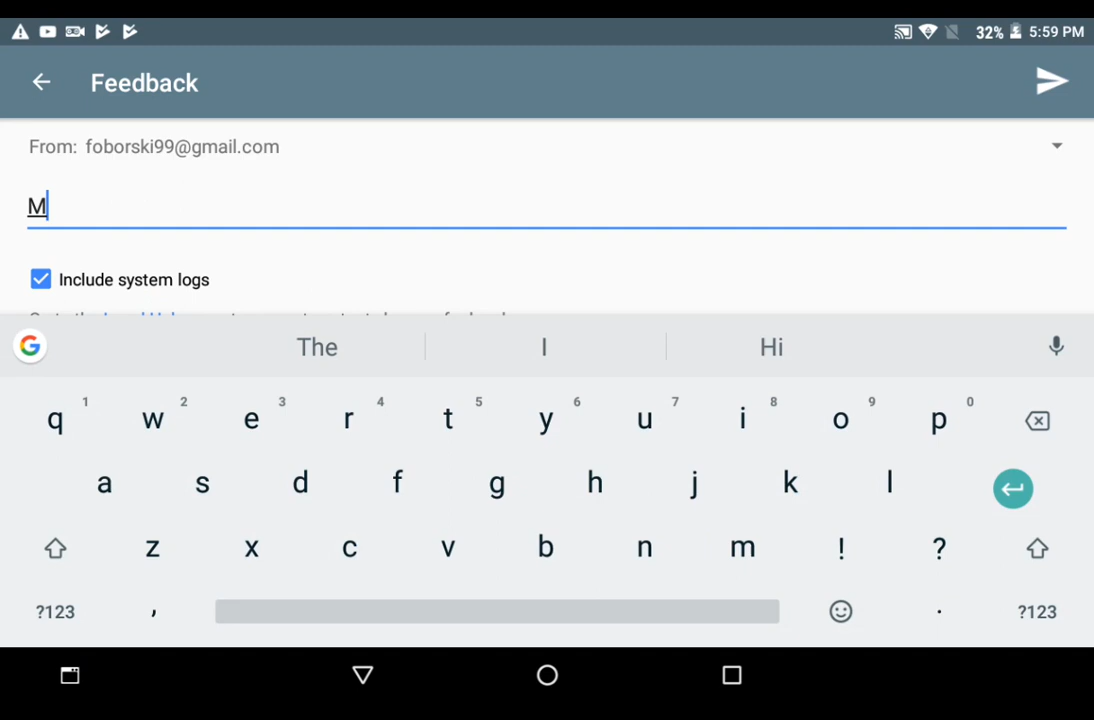 32% 5:59 PM
Feedback
From: foborski99@gmail.com
M
Include system logs
The I Hi
q 1 w 2 e 3 r 4 t 5 y 6 u 7 i 8 o 9 p 0
a s d f g h j k l
z x c v b n m ! ?
?123 , . ?123